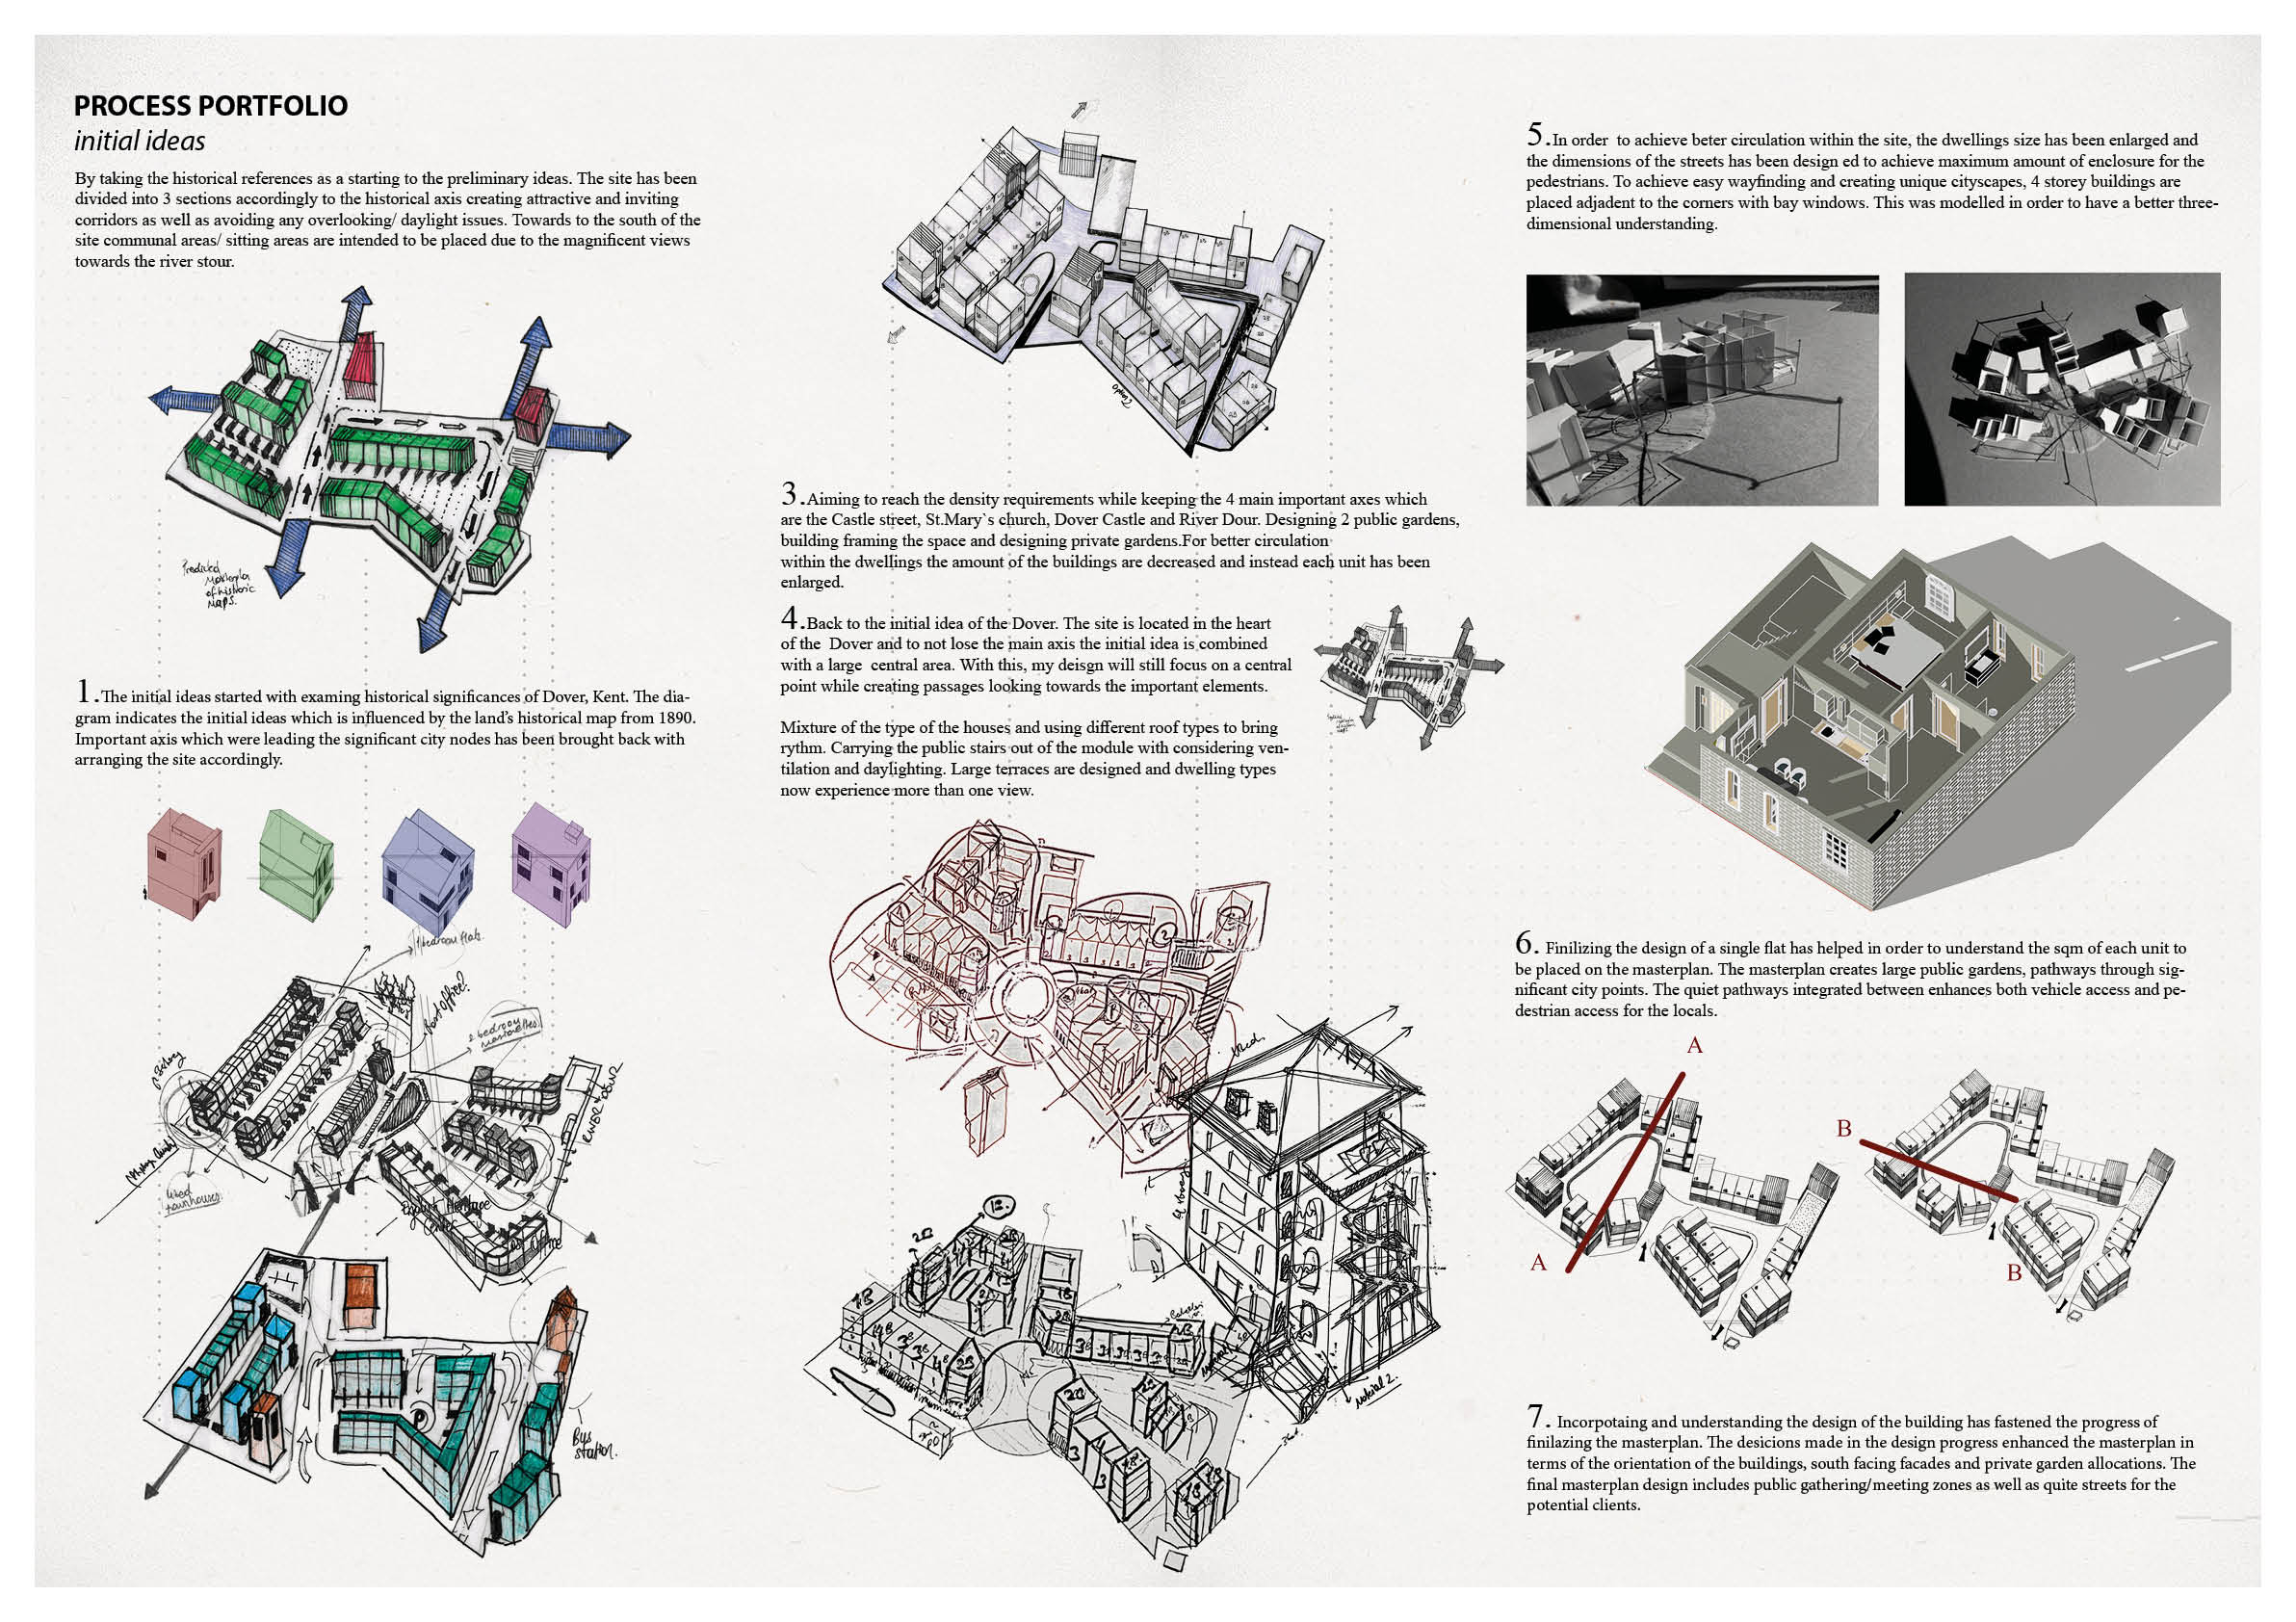 PROCESS PORTFOLIO
initial ideas
By taking the historical references as a starting to the preliminary ideas. The site has been
divided into 3 sections accordingly to the historical axis creating attractive and inviting
corridors as well as avoiding any overlooking/ daylight issues. Towards to the south of the
site communal areas/ sitting areas are intended to be placed due to the magnificent views
towards the river stour.
Predicted
Masterplan
of historic
maps.
1.The initial ideas started with examing historical significances of Dover, Kent. The dia-
gram indicates the initial ideas which is influenced by the land's historical map from 1890.
Important axis which were leading the significant city nodes has been brought back with
arranging the site accordingly.
1 bedroom flats.
Post office?
2 bedroom
maisonettes.
River Dour
Mixed
townhouses.
English Heritage
Center
Bus
station.
P
3.Aiming to reach the density requirements while keeping the 4 main important axes which
are the Castle street, St.Mary`s church, Dover Castle and River Dour. Designing 2 public gardens,
building framing the space and designing private gardens.For better circulation
within the dwellings the amount of the buildings are decreased and instead each unit has been
enlarged.
4.Back to the initial idea of the Dover. The site is located in the heart
of the  Dover and to not lose the main axis the initial idea is combined
with a large  central area. With this, my deisgn will still focus on a central
point while creating passages looking towards the important elements.
Mixture of the type of the houses and using different roof types to bring
rythm. Carrying the public stairs out of the module with considering ven-
tilation and daylighting. Large terraces are designed and dwelling types
now experience more than one view.
material 2.
5.In order  to achieve beter circulation within the site, the dwellings size has been enlarged and
the dimensions of the streets has been design ed to achieve maximum amount of enclosure for the
pedestrians. To achieve easy wayfinding and creating unique cityscapes, 4 storey buildings are
placed adjadent to the corners with bay windows. This was modelled in order to have a better three-
dimensional understanding.
6. Finilizing the design of a single flat has helped in order to understand the sqm of each unit to
be placed on the masterplan. The masterplan creates large public gardens, pathways through sig-
nificant city points. The quiet pathways integrated between enhances both vehicle access and pe-
destrian access for the locals.
A
A
B
B
7. Incorpotaing and understanding the design of the building has fastened the progress of
finilazing the masterplan. The desicions made in the design progress enhanced the masterplan in
terms of the orientation of the buildings, south facing facades and private garden allocations. The
final masterplan design includes public gathering/meeting zones as well as quite streets for the
potential clients.